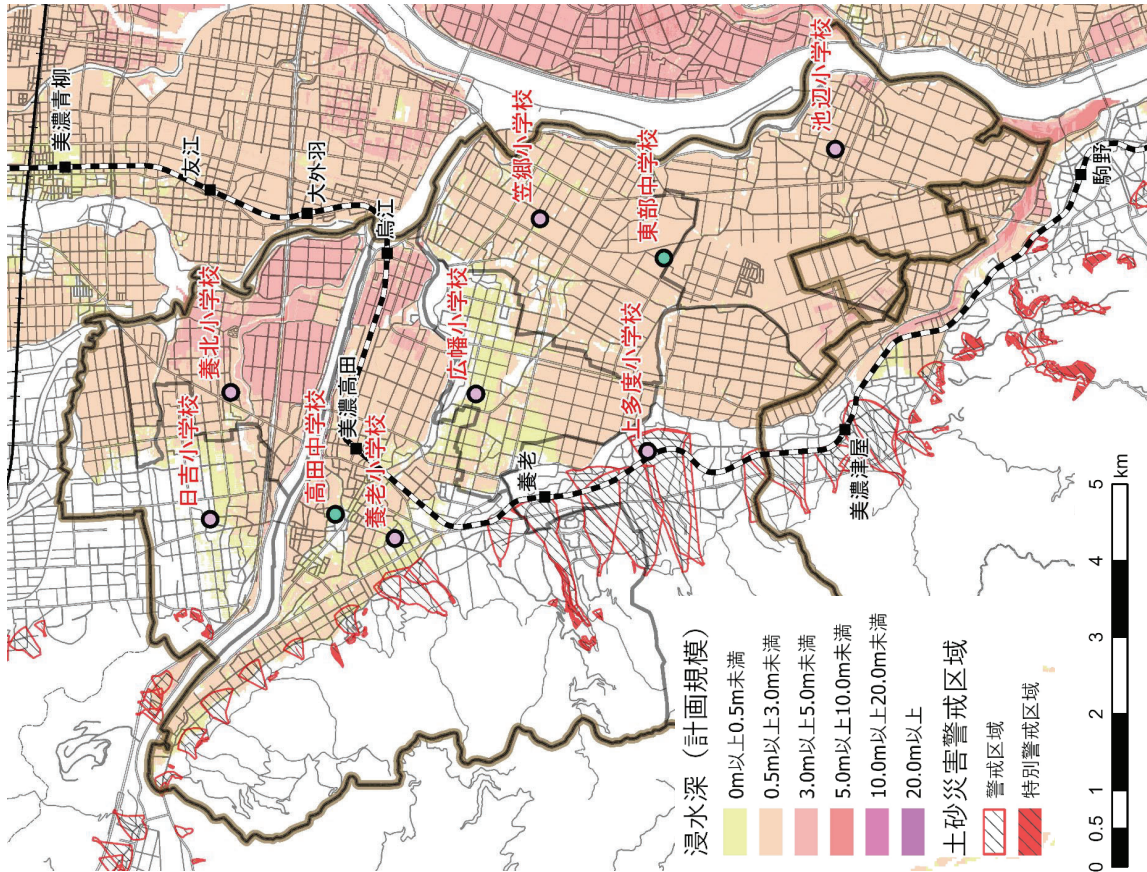 美濃青柳
友江
大外羽
烏江
美濃高田
養老
美濃津屋
駒野
日吉小学校
養北小学校
高田中学校
養老小学校
広幡小学校
笠郷小学校
東部中学校
上多度小学校
池辺小学校
浸水深（計画規模）
0m以上0.5m未満
0.5m以上3.0m未満
3.0m以上5.0m未満
5.0m以上10.0m未満
10.0m以上20.0m未満
20.0m以上
土砂災害警戒区域
警戒区域
特別警戒区域
0 0.5 1 2 3 4 5 km